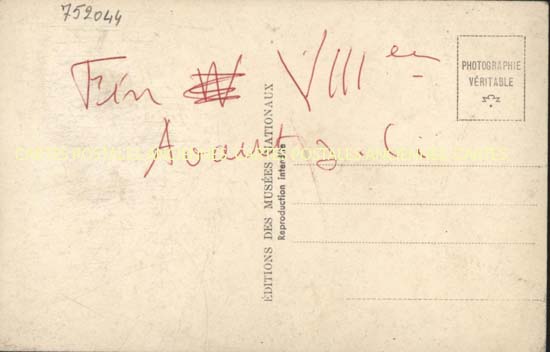 752044
Fin VIII en
Avant J. C.
PHOTOGRAPHIE
VÉRITABLE
ÉDITIONS DES MUSÉES NATIONAUX
Reproduction interdite